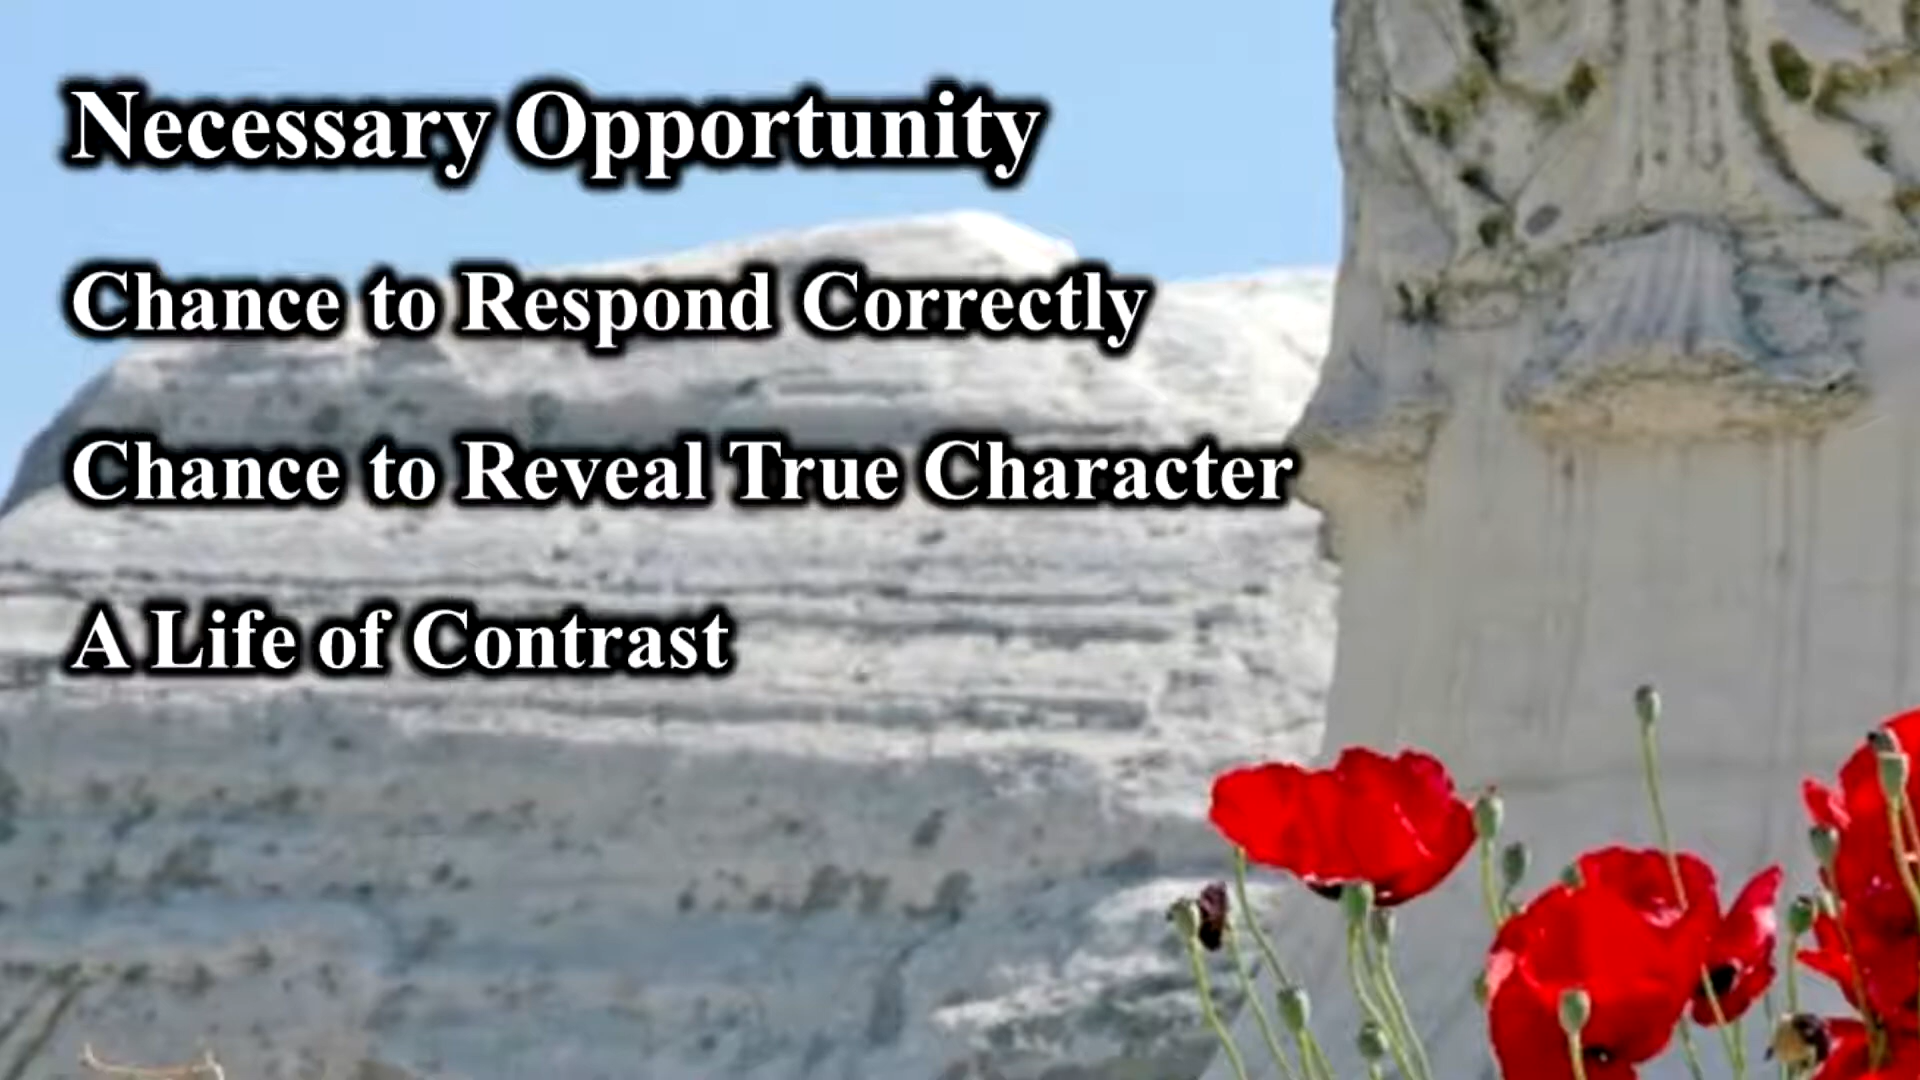 Necessary Opportunity
Chance to Respond Correctly
Chance to Reveal True Character
A Life of Contrast